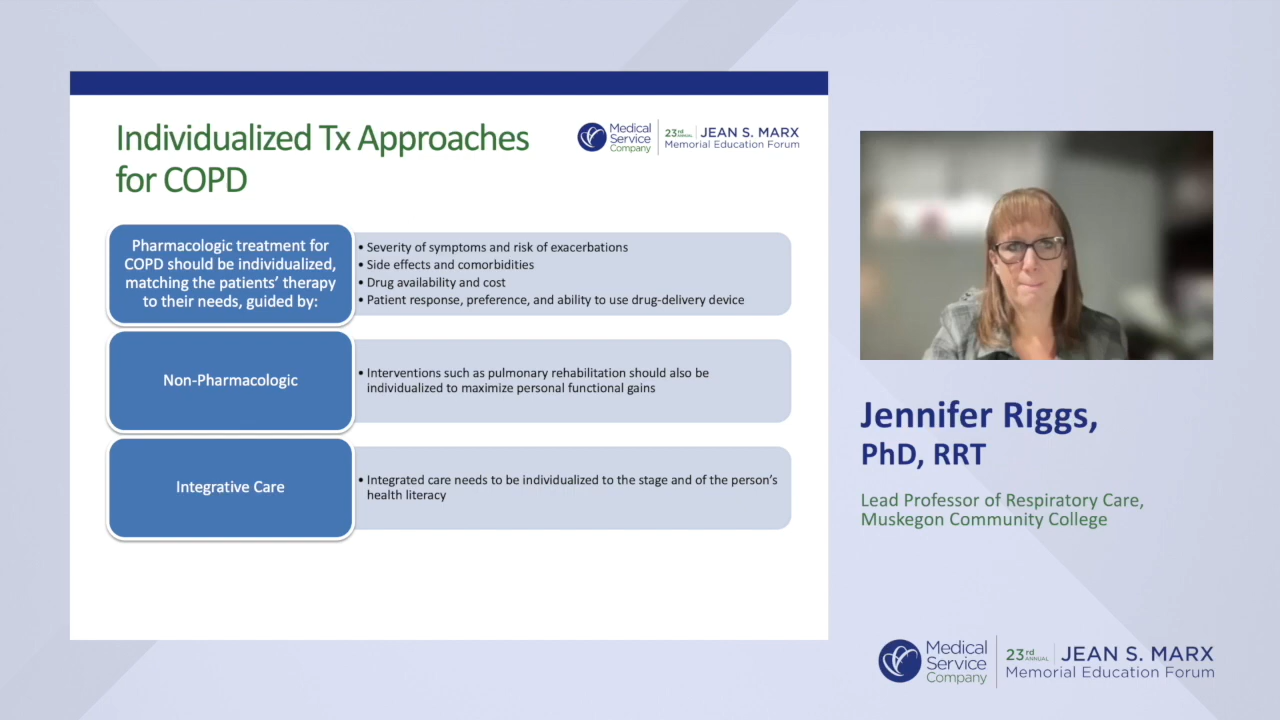 Individualized Tx Approaches
for COPD
Medical
Service
Company
23rd ANNUAL
JEAN S. MARX
Memorial Education Forum
Pharmacologic treatment for
COPD should be individualized,
matching the patients' therapy
to their needs, guided by:
• Severity of symptoms and risk of exacerbations
• Side effects and comorbidities
• Drug availability and cost
• Patient response, preference, and ability to use drug-delivery device
Non-Pharmacologic
• Interventions such as pulmonary rehabilitation should also be
individualized to maximize personal functional gains
Integrative Care
• Integrated care needs to be individualized to the stage and of the person's
health literacy
Jennifer Riggs,
PhD, RRT
Lead Professor of Respiratory Care,
Muskegon Community College
Medical
Service
Company
23rd ANNUAL
JEAN S. MARX
Memorial Education Forum